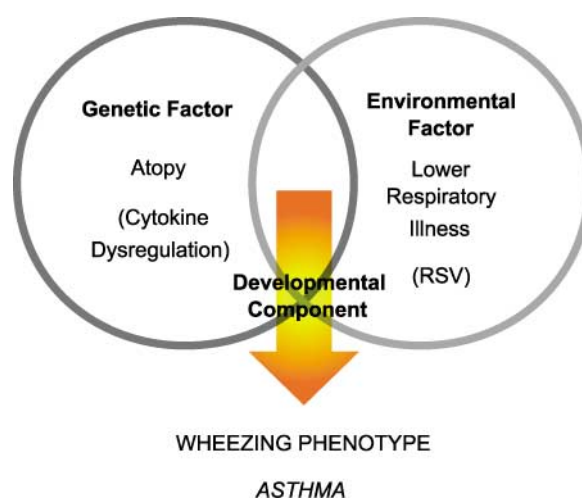 Genetic Factor
Atopy
(Cytokine
Dysregulation)
Environmental
Factor
Lower
Respiratory
Illness
(RSV)
Developmental
Component
WHEEZING PHENOTYPE
ASTHMA